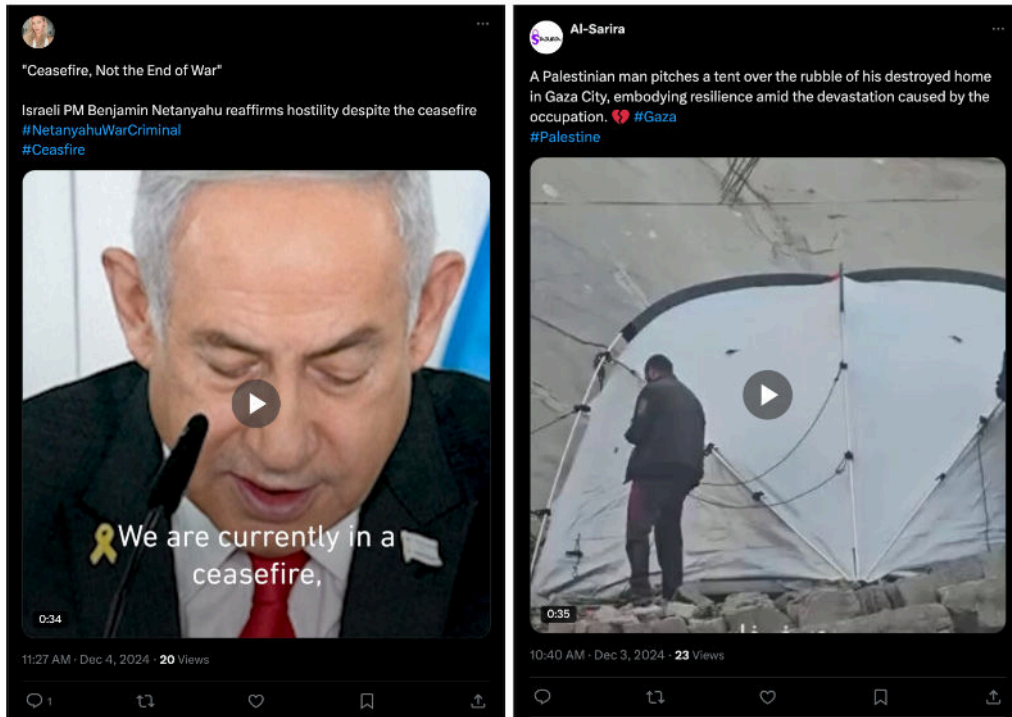 "Ceasefire, Not the End of War"
Israeli PM Benjamin Netanyahu reaffirms hostility despite the ceasefire
#NetanyahuWarCriminal
#Ceasfire
We are currently in a
ceasefire,
0:34
11:27 AM · Dec 4, 2024 · 20 Views
1
Al-Sarira
A Palestinian man pitches a tent over the rubble of his destroyed home
in Gaza City, embodying resilience amid the devastation caused by the
occupation. 💔 #Gaza
#Palestine
0:35
10:40 AM · Dec 3, 2024 · 23 Views